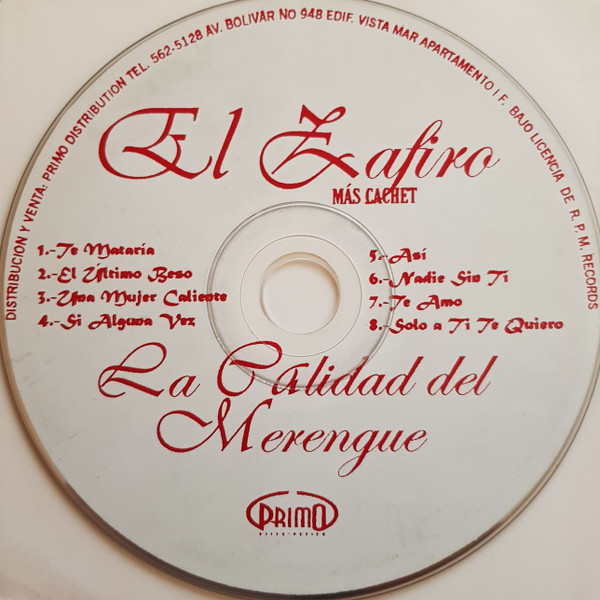 DISTRIBUCION Y VENTA: PRIMO DISTRIBUTION TEL. 562-5128 AV. BOLIVAR No 948 EDIF. VISTA MAR APARTAMENTO I F. BAJO LICENCIA DE R.P.M. RECORDS
El Zafiro
MÁS CACHET
1.-Te Mataría
2.-El Último Beso
3.-Una Mujer Caliente
4.-Si Alguna Vez
5.-Así
6.-Nadie Sin Ti
7.-Te Amo
8.-Solo a Ti Te Quiero
La Calidad del
Merengue
PRIMO